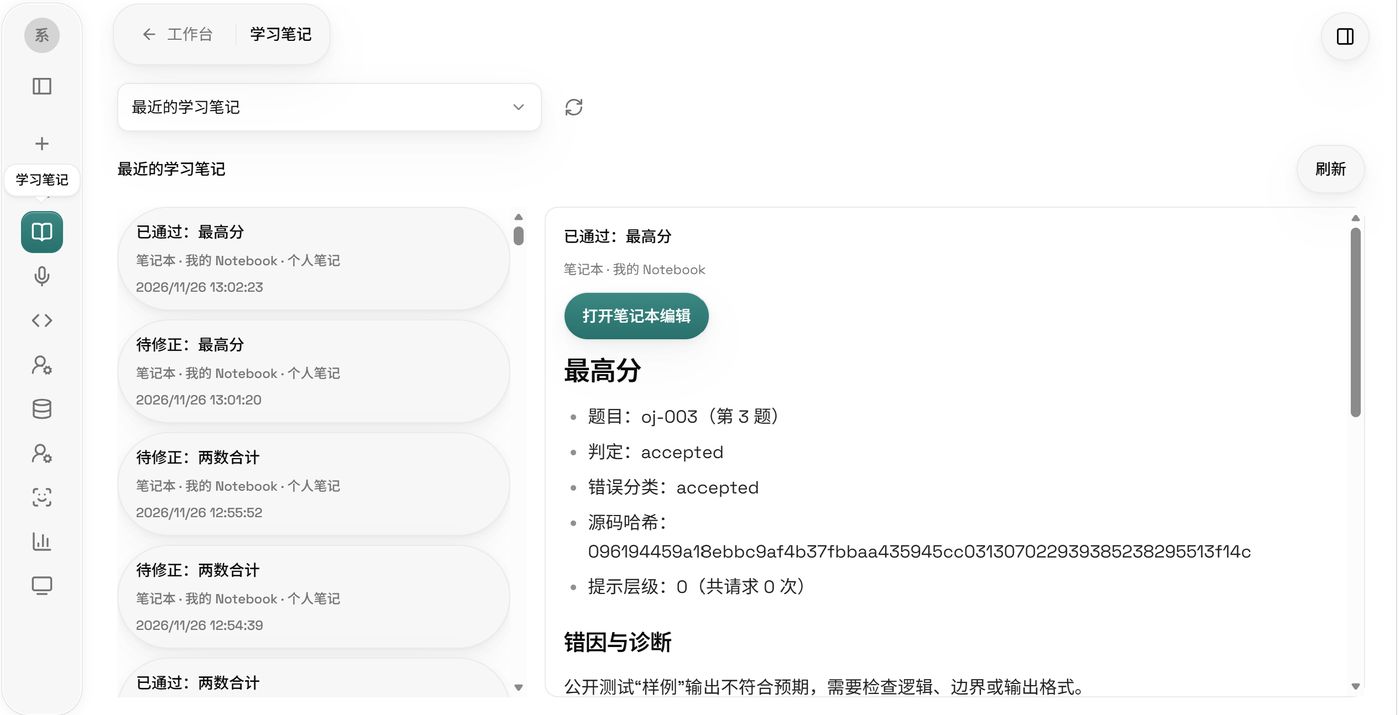 系
工作台
学习笔记
最近的学习笔记
学习笔记
最近的学习笔记
刷新
已通过：最高分
笔记本 · 我的 Notebook · 个人笔记
2026/11/26 13:02:23
待修正：最高分
笔记本 · 我的 Notebook · 个人笔记
2026/11/26 13:01:20
待修正：两数合计
笔记本 · 我的 Notebook · 个人笔记
2026/11/26 12:55:52
待修正：两数合计
笔记本 · 我的 Notebook · 个人笔记
2026/11/26 12:54:39
已通过：两数合计
已通过：最高分
笔记本 · 我的 Notebook
打开笔记本编辑
最高分
题目：oj-003（第 3 题）
判定：accepted
错误分类：accepted
源码哈希：
096194459a18ebbc9af4b37fbbaa435945cc031307022939385238295513f14c
提示层级：0（共请求 0 次）
错因与诊断
公开测试“样例”输出不符合预期，需要检查逻辑、边界或输出格式。